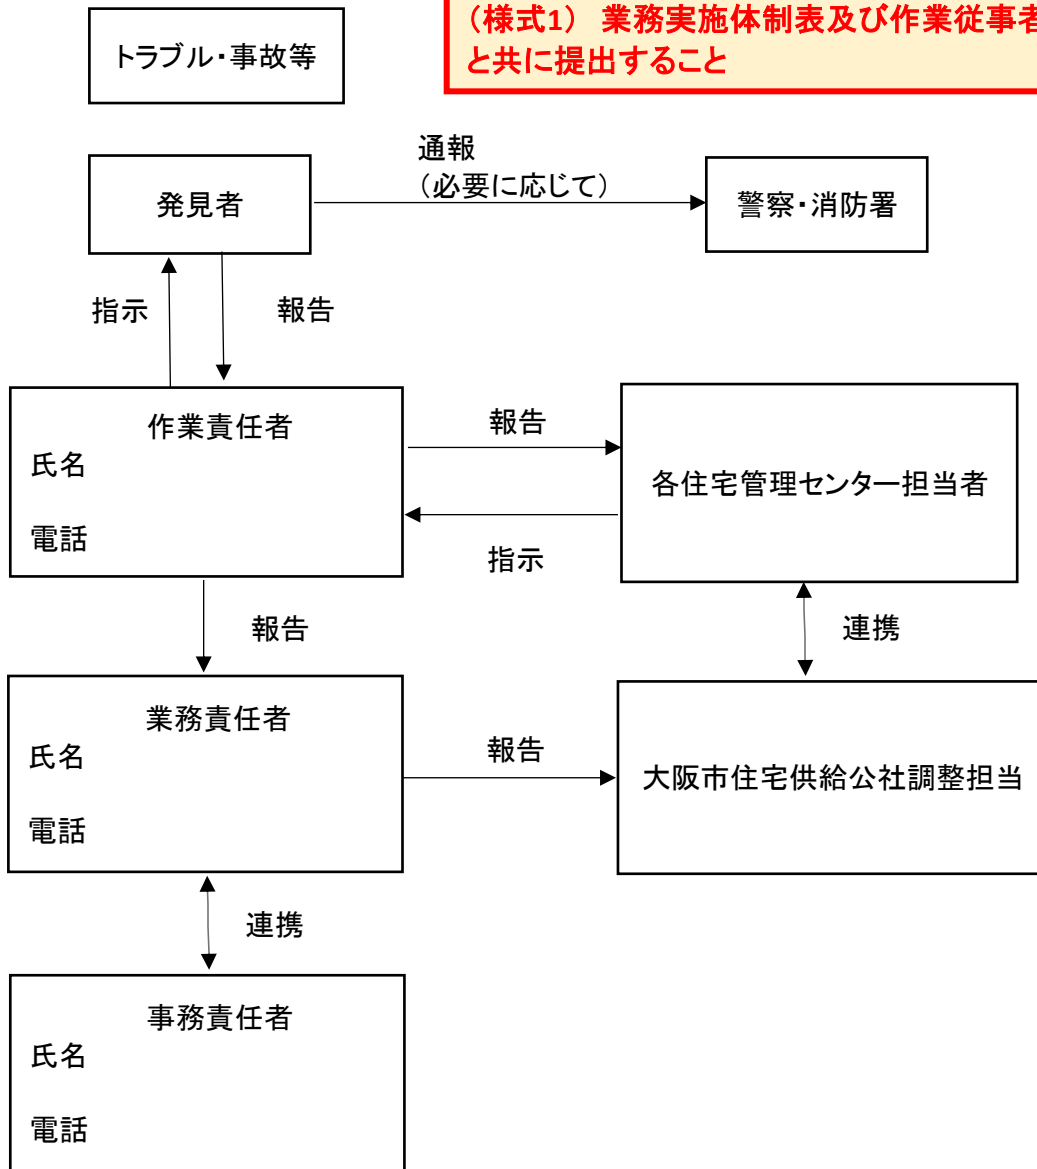 （様式1） 業務実施体制表及び作業従事者
と共に提出すること
トラブル・事故等
通報
（必要に応じて）
発見者
警察・消防署
指示
報告
作業責任者
氏名
電話
報告
指示
各住宅管理センター担当者
報告
連携
業務責任者
氏名
電話
報告
大阪市住宅供給公社調整担当
連携
事務責任者
氏名
電話